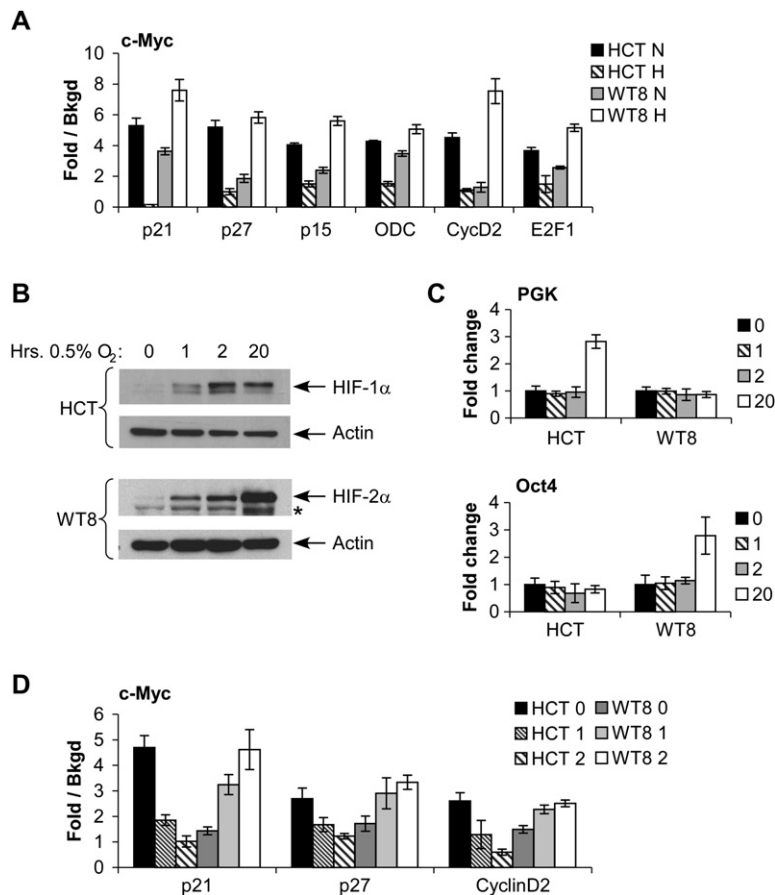 A
c-Myc
Fold / Bkgd
10
8
6
4
2
0
p21 p27 p15 ODC CycD2 E2F1
HCT N
HCT H
WT8 N
WT8 H
B
Hrs. 0.5% O2: 0 1 2 20
HCT
HIF-1α
Actin
WT8
HIF-2α
*
Actin
C
PGK
Fold change
4
3
2
1
0
HCT WT8
0
1
2
20
Oct4
Fold change
4
3
2
1
0
HCT WT8
0
1
2
20
D
c-Myc
Fold / Bkgd
6
5
4
3
2
1
0
p21 p27 CyclinD2
HCT 0 WT8 0
HCT 1 WT8 1
HCT 2 WT8 2